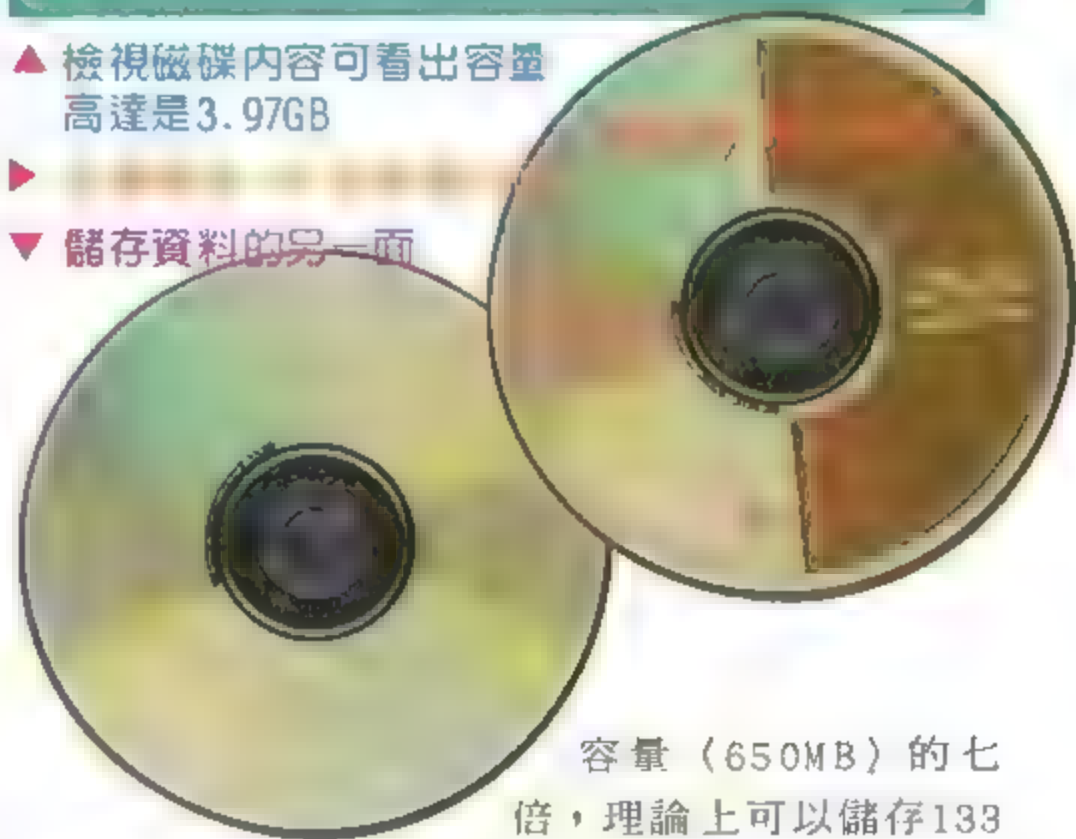 ▲ 檢視磁碟內容可看出容量
高達是3.97GB
▶
▼ 儲存資料的另一面
容量（650MB）的七
倍，理論上可以儲存133